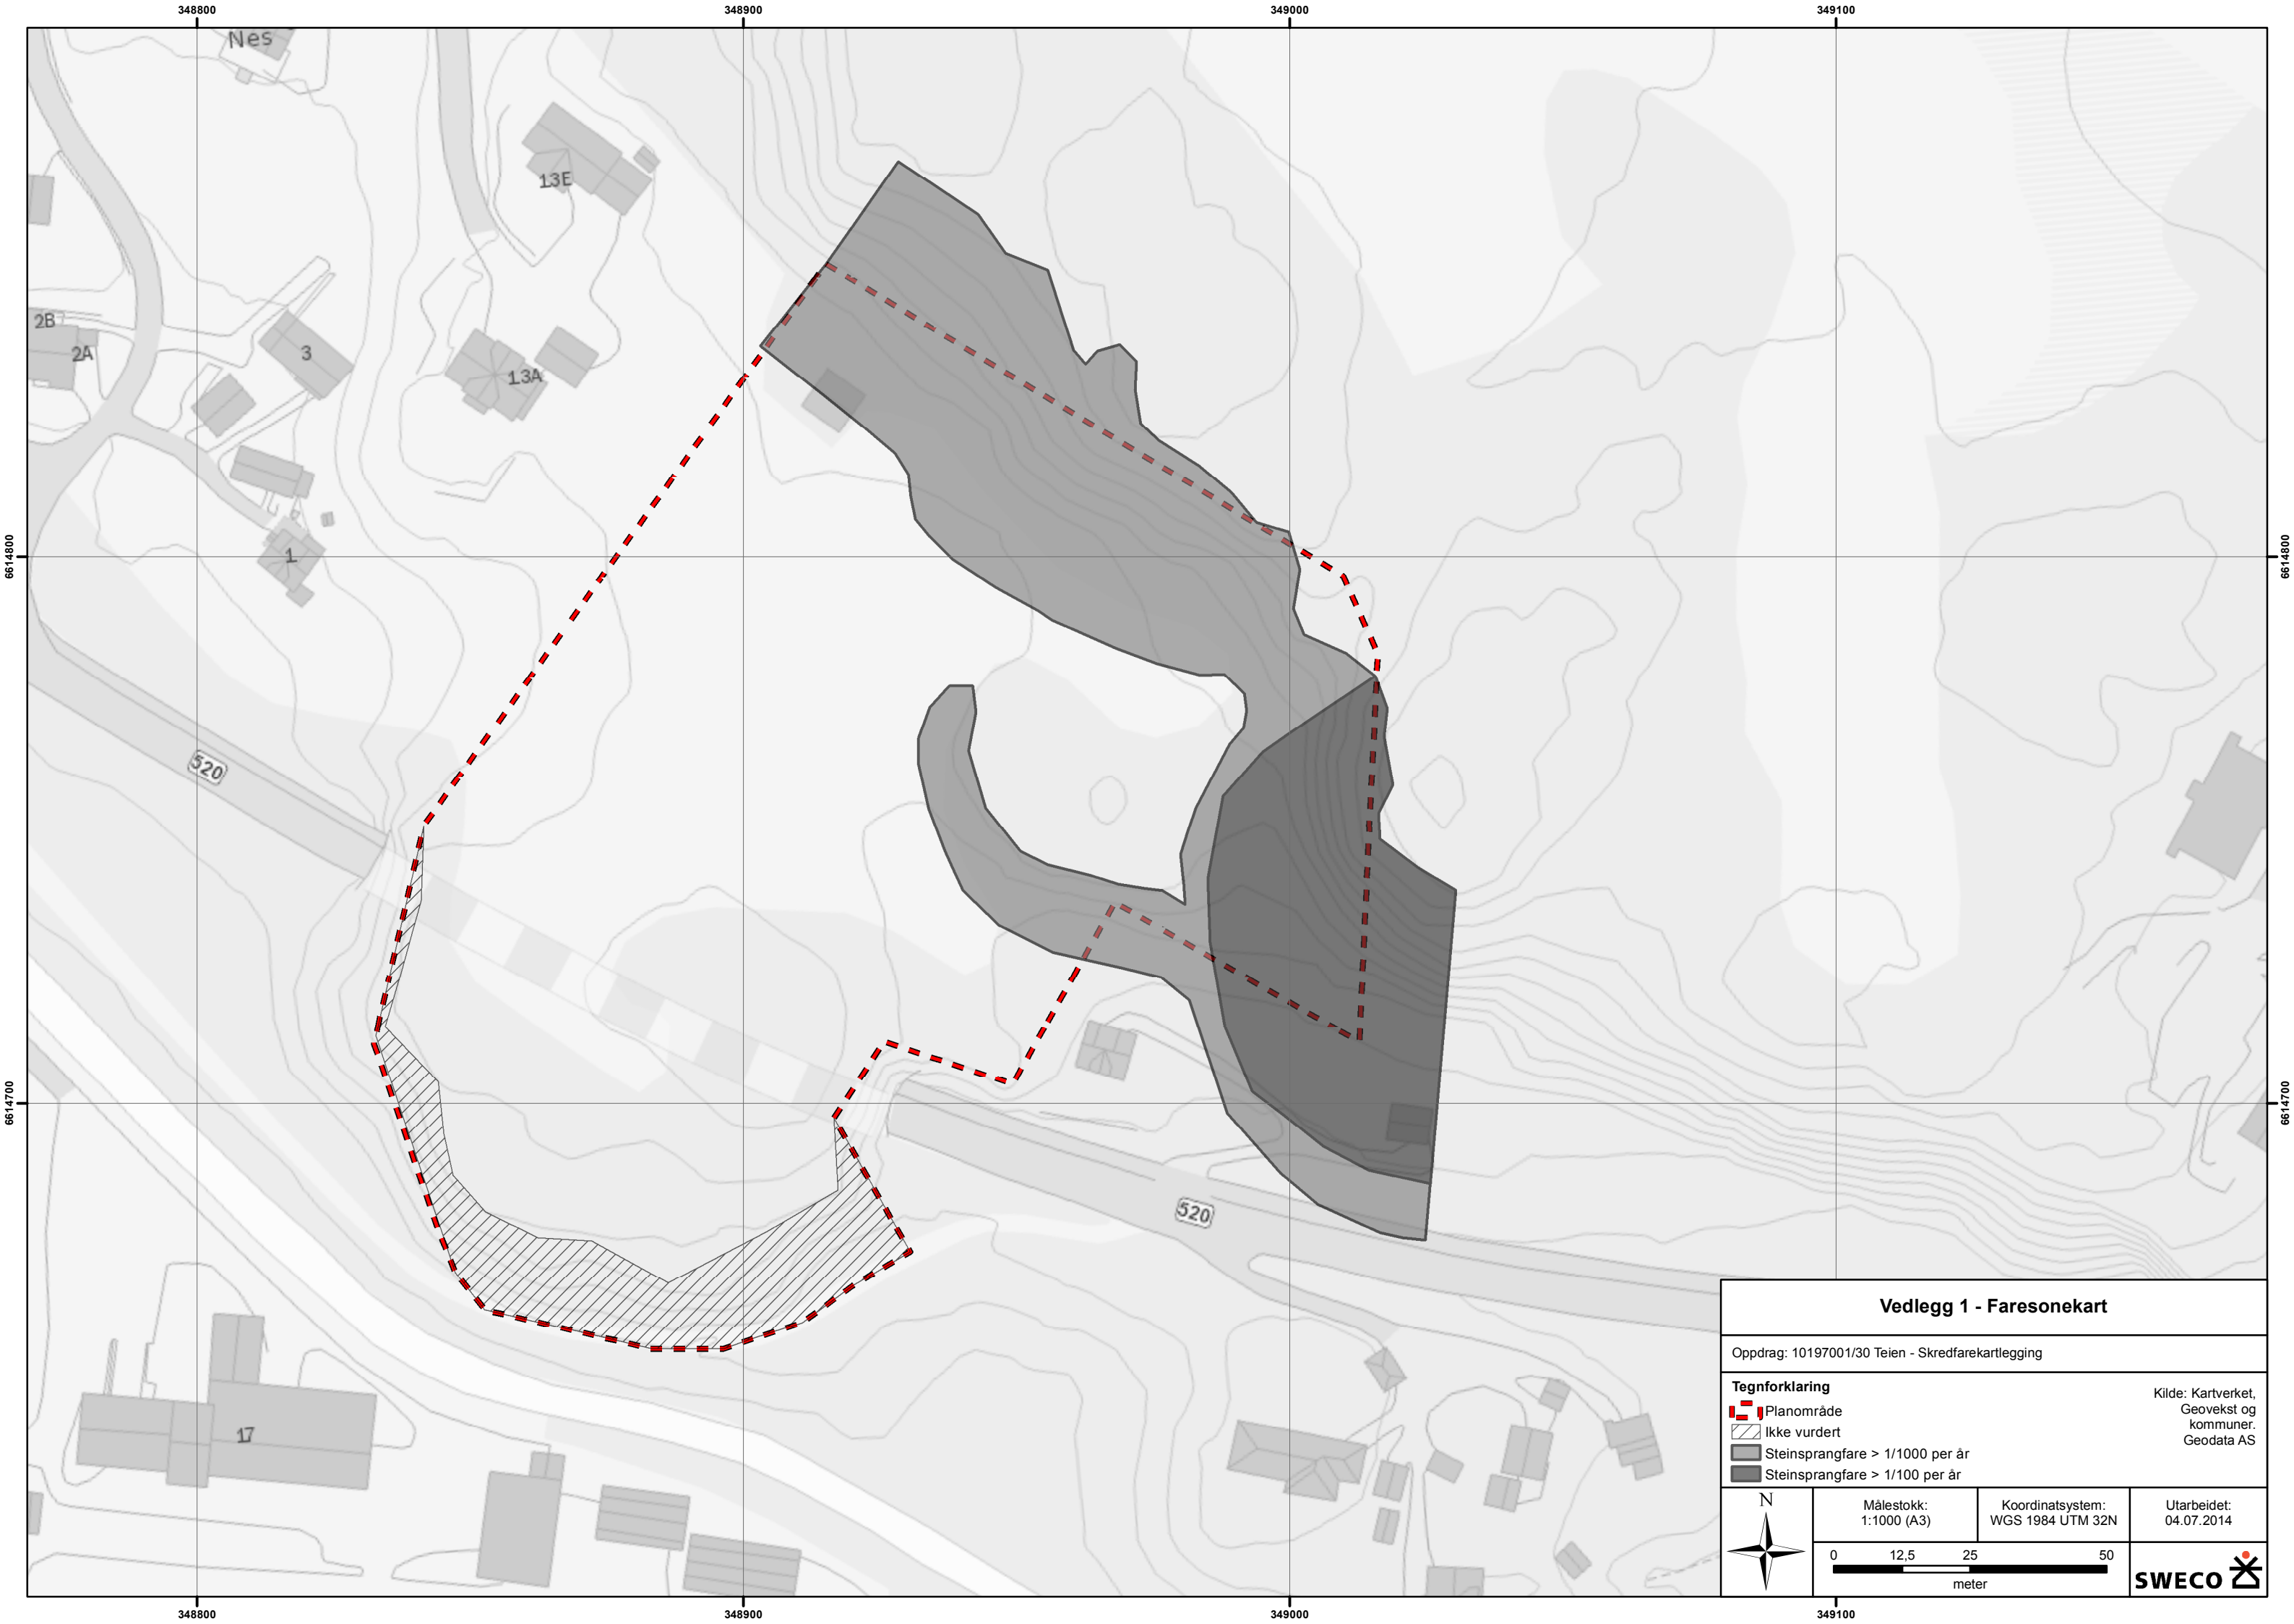 348800
348900
349000
349100
Nes
13E
2B
2A
3
13A
1
6614800
6614800
520
6614700
6614700
520
17
Vedlegg 1 - Faresonekart
Oppdrag: 10197001/30 Teien - Skredfarekartlegging
Tegnforklaring
Planområde
Ikke vurdert
Steinsprangfare > 1/1000 per år
Steinsprangfare > 1/100 per år
Kilde: Kartverket,
Geovekst og
kommuner.
Geodata AS
N
Målestokk:
1:1000 (A3)
Koordinatsystem:
WGS 1984 UTM 32N
Utarbeidet:
04.07.2014
0 12,5 25 50
meter
SWECO
348800
348900
349000
349100